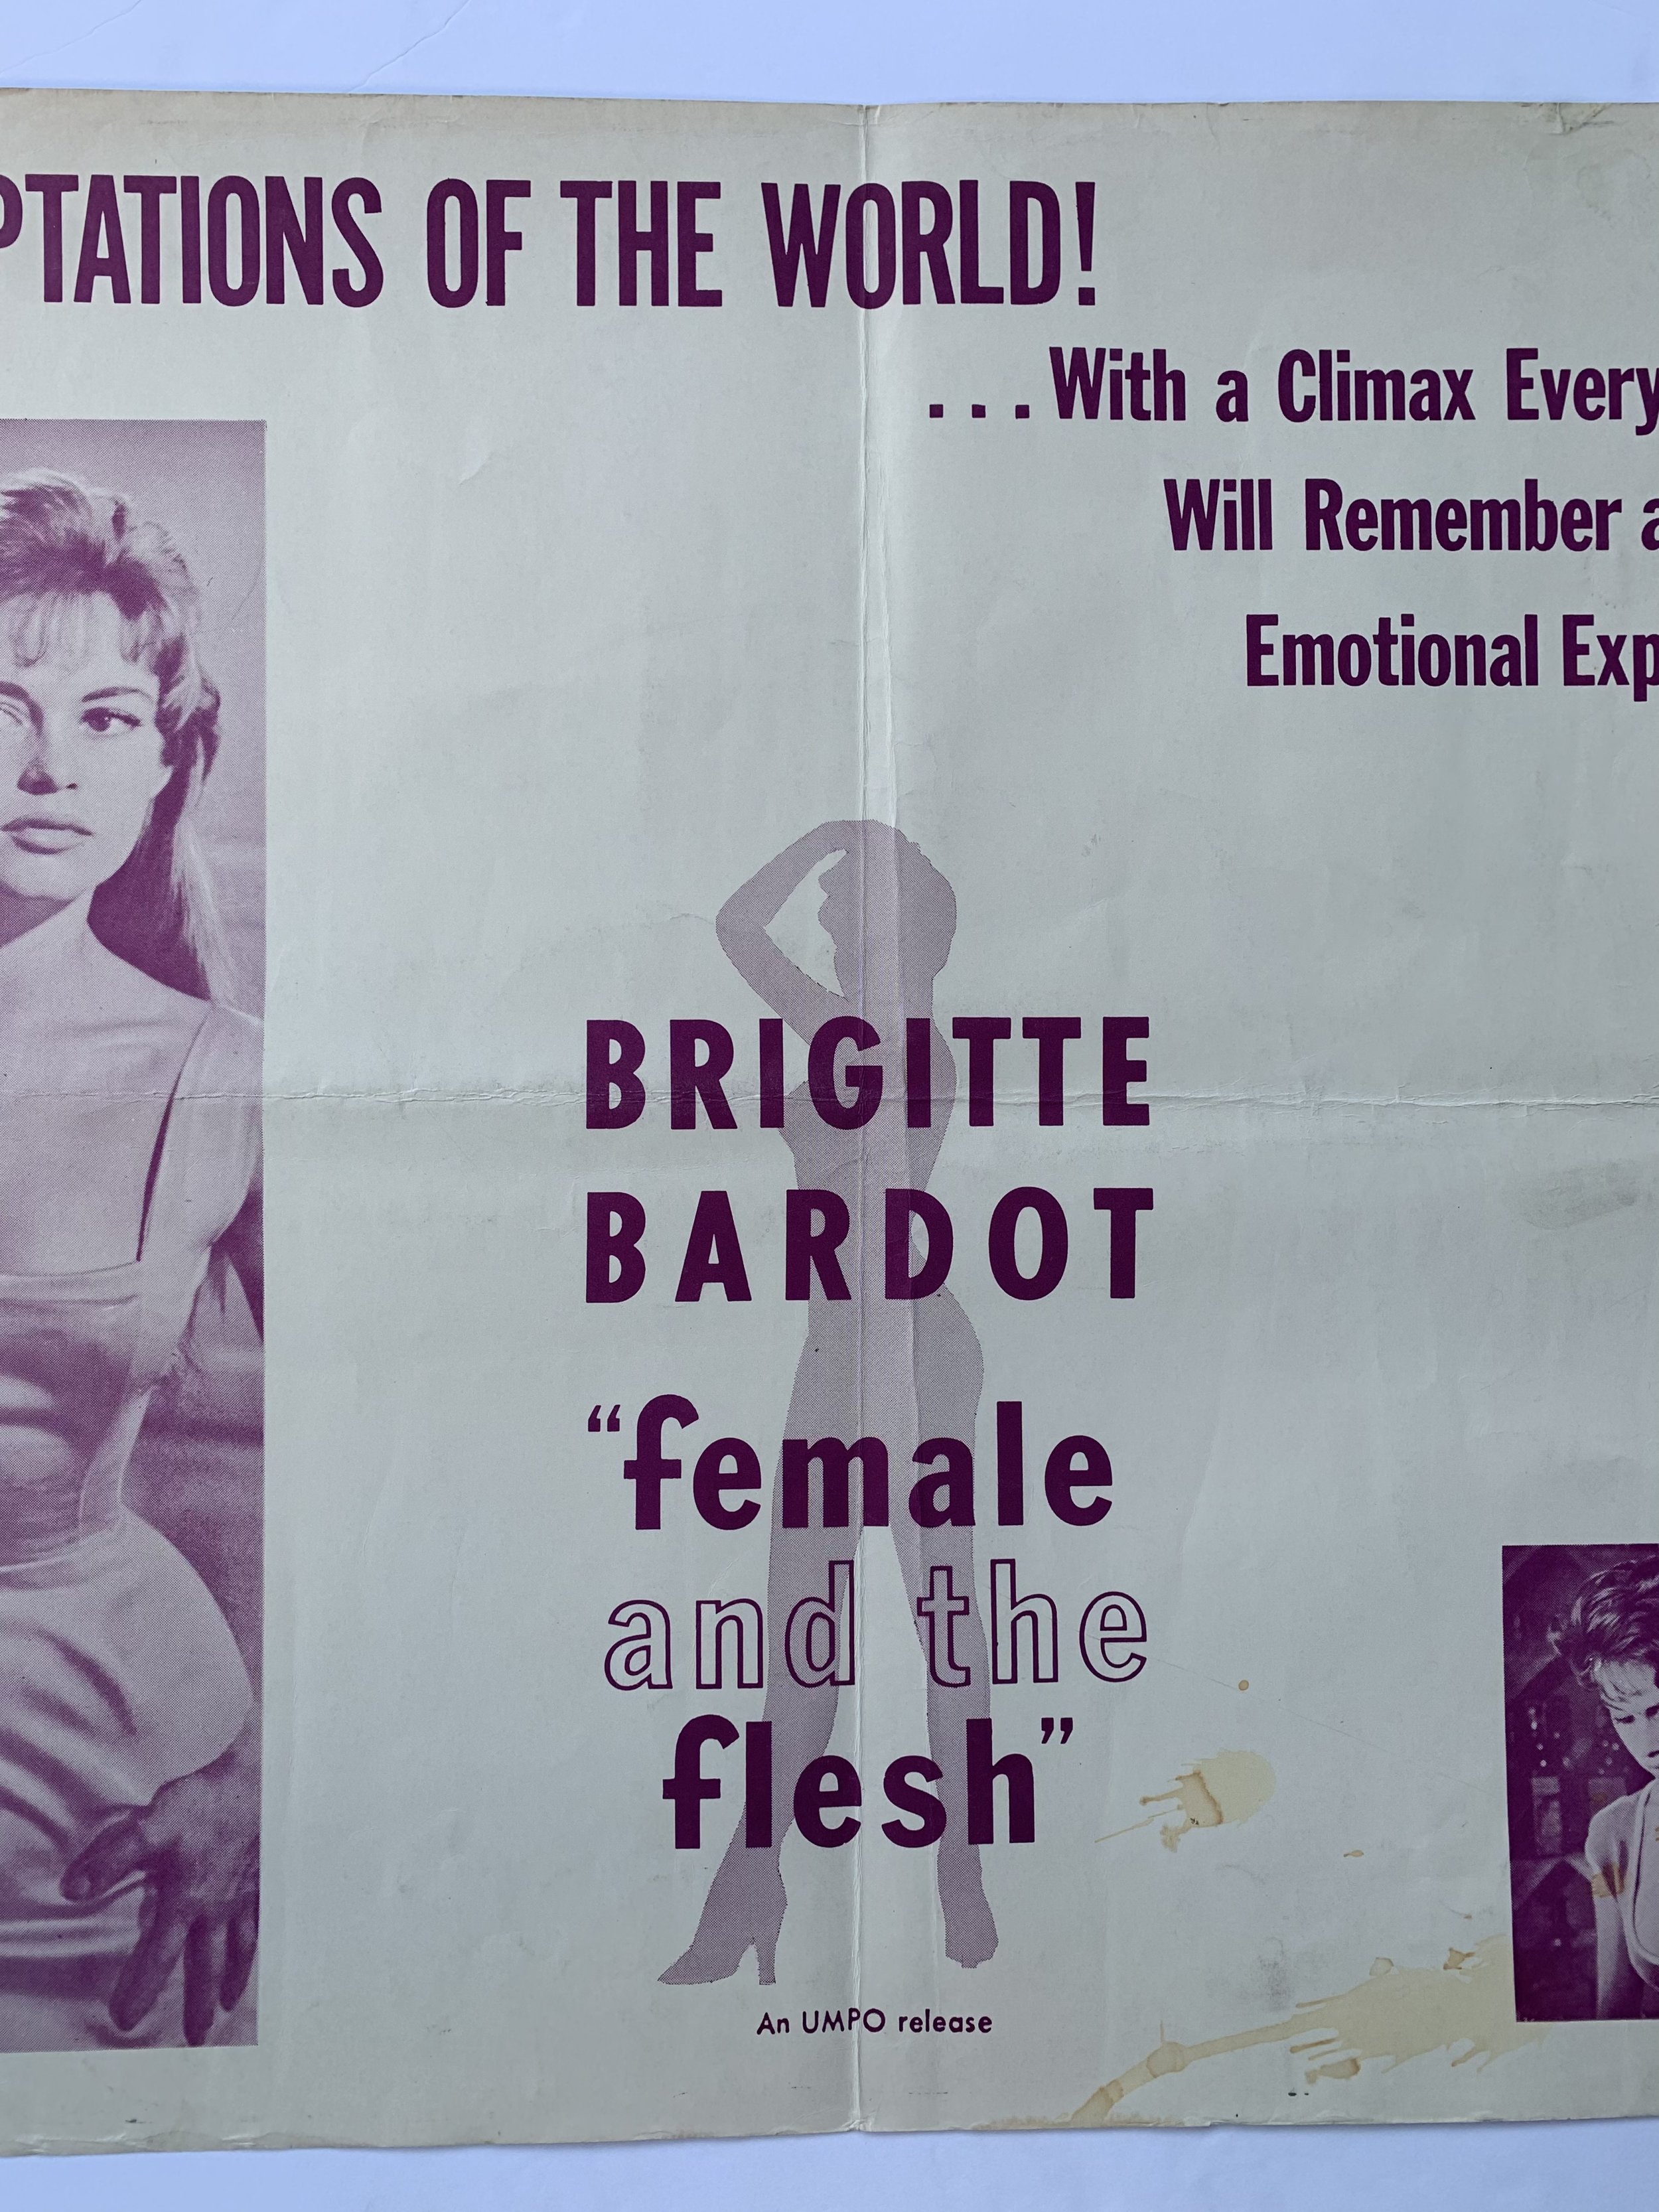 PTATIONS OF THE WORLD!
...With a Climax Every
Will Remember a
Emotional Exp
BRIGITTE
BARDOT
“female
and the
flesh”
An UMPO release